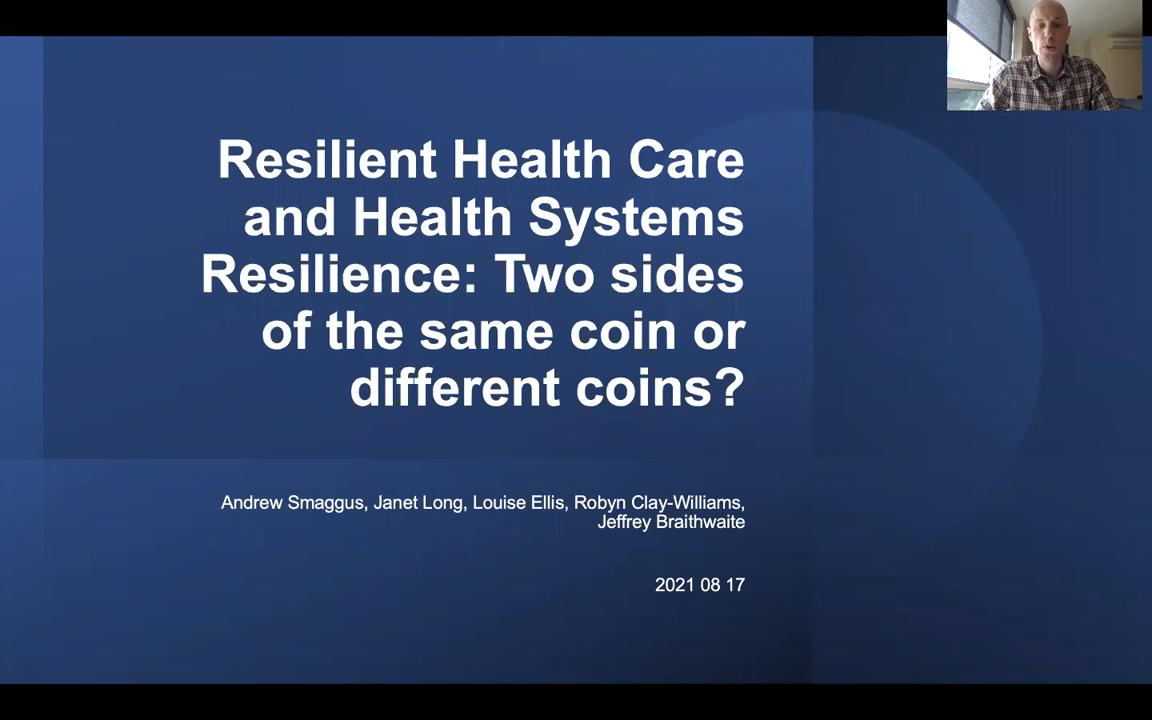 Resilient Health Care
and Health Systems
Resilience: Two sides
of the same coin or
different coins?
Andrew Smaggus, Janet Long, Louise Ellis, Robyn Clay-Williams,
Jeffrey Braithwaite
2021 08 17